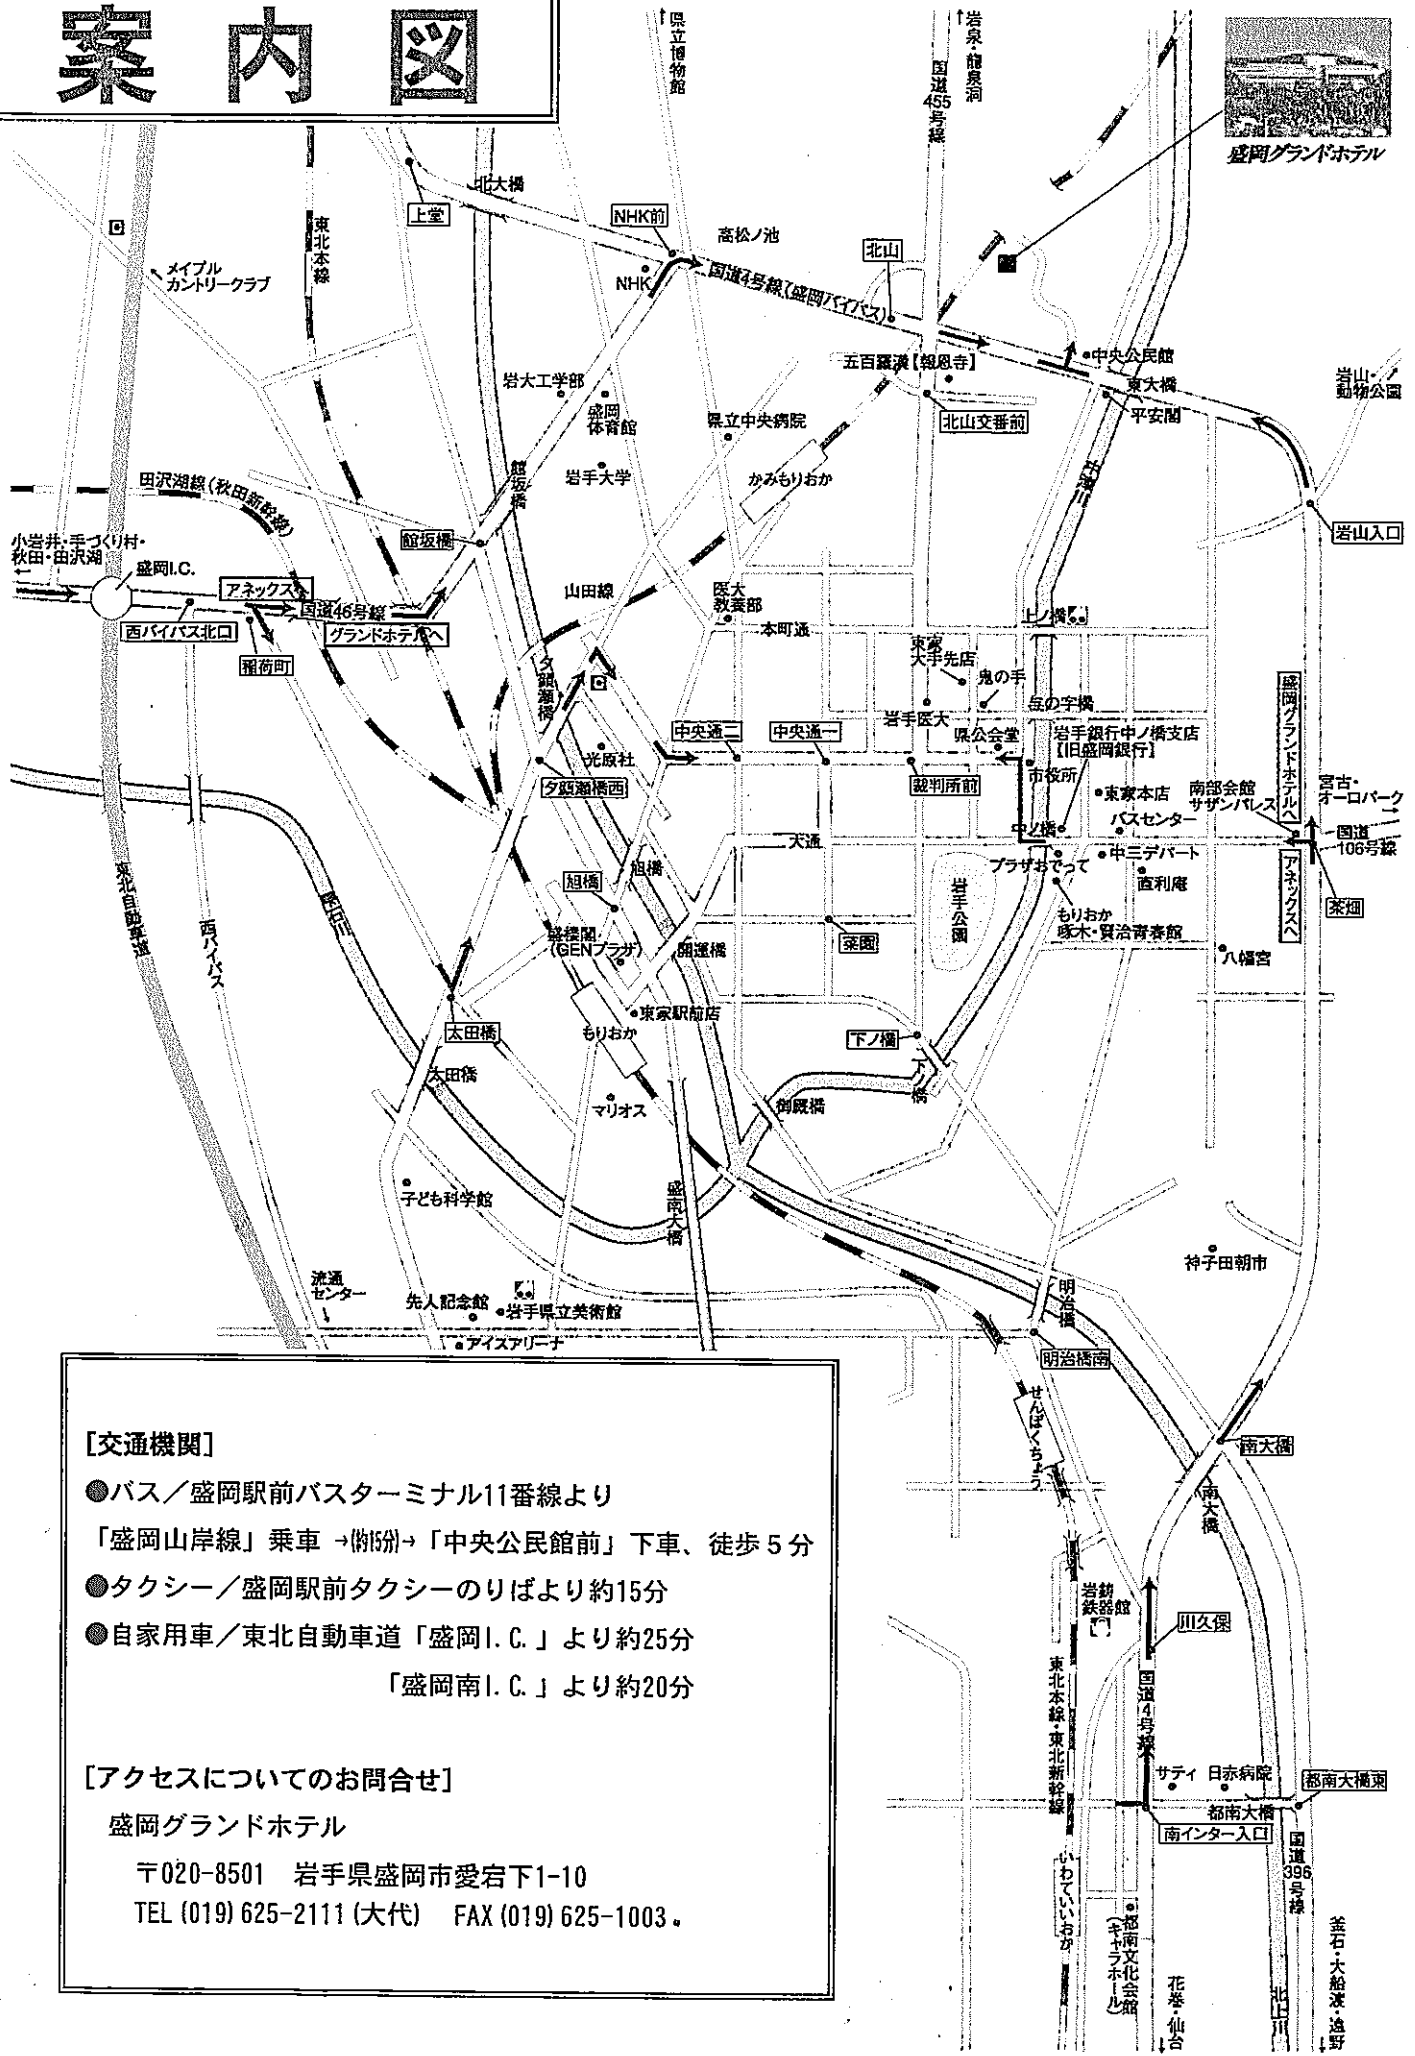 案内図
県立博物館
岩泉・龍泉洞
国道455号線
盛岡グランドホテル
北大橋
上堂
NHK前
高松ノ池
北山
東北本線
メイプル
カントリークラブ
NHK
国道4号線(盛岡バイパス)
五百羅漢【報恩寺】
中央公民館
東大橋
岩山・
動物公園
岩大工学部
盛岡
体育館
県立中央病院
北山交番前
平安閣
館坂橋
岩手大学
かみもりおか
中津川
田沢湖線(秋田新幹線)
小岩井・手づくり村・
秋田・田沢湖
館坂橋
岩山入口
盛岡I.C.
アネックスへ
国道46号線
グランドホテルへ
西バイパス北口
稲荷町
山田線
医大
教養部
本町通
上ノ橋
東家
大手先店
鬼の手
夕顔瀬橋
岩手医大
与の字橋
盛岡グランドホテルへ
中央通二
中央通一
県公会堂
岩手銀行中ノ橋支店
【旧盛岡銀行】
光原社
夕顔瀬橋西
裁判所前
市役所
東家本店
南部会館
サザンパレス
宮古・
オーロパーク
バスセンター
中ノ橋
大通
国道
106号線
プラザおでって
中三デパート
直利庵
アネックスへ
茶畑
旭橋
旭橋
岩手公園
もりおか
啄木・賢治青春館
東北自動車道
西バイパス
雫石川
盛楼閣
(GENプラザ)
開運橋
菜園
八幡宮
太田橋
もりおか
東家駅前店
下ノ橋
下ノ橋
太田橋
マリオス
御厩橋
子ども科学館
盛南大橋
神子田朝市
流通
センター
先人記念館
岩手県立美術館
アイスアリーナ
明治橋
明治橋南
せんぼくちょう
南大橋
南大橋
[交通機関]
●バス/盛岡駅前バスターミナル11番線より
「盛岡山岸線」乗車→(約15分)→「中央公民館前」下車、徒歩5分
●タクシー/盛岡駅前タクシーのりばより約15分
●自家用車/東北自動車道「盛岡I.C.」より約25分
「盛岡南I.C.」より約20分
[アクセスについてのお問合せ]
盛岡グランドホテル
〒020-8501 岩手県盛岡市愛宕下1-10
TEL(019)625-2111(大代) FAX(019)625-1003
岩鋳
鉄器館
川久保
東北本線・東北新幹線
国道4号線
サティ
日赤病院
都南大橋東
都南大橋
南インター入口
国道396号線
いわていいおか
都南文化会館
(キャラホール)
花巻・仙台
北上川
釜石・大船渡・遠野